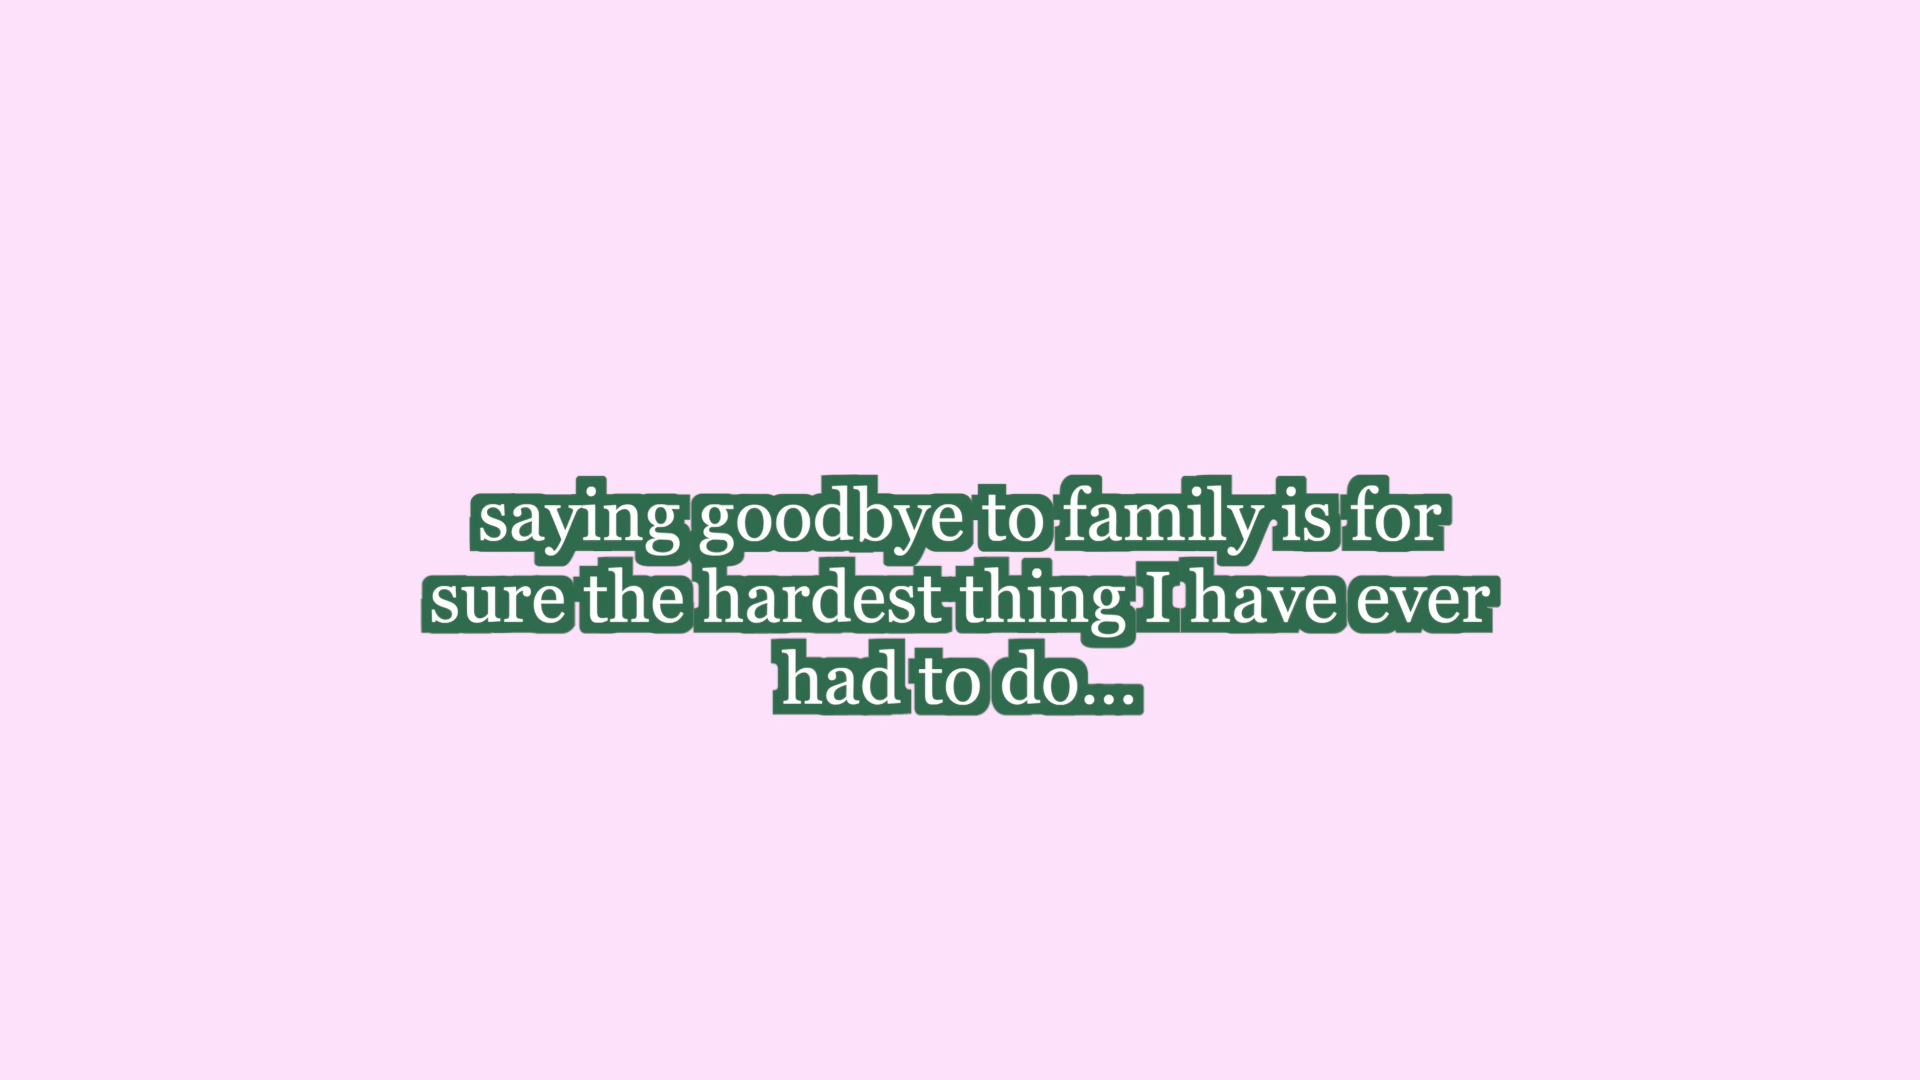 saying goodbye to family is for
sure the hardest thing I have ever
had to do...